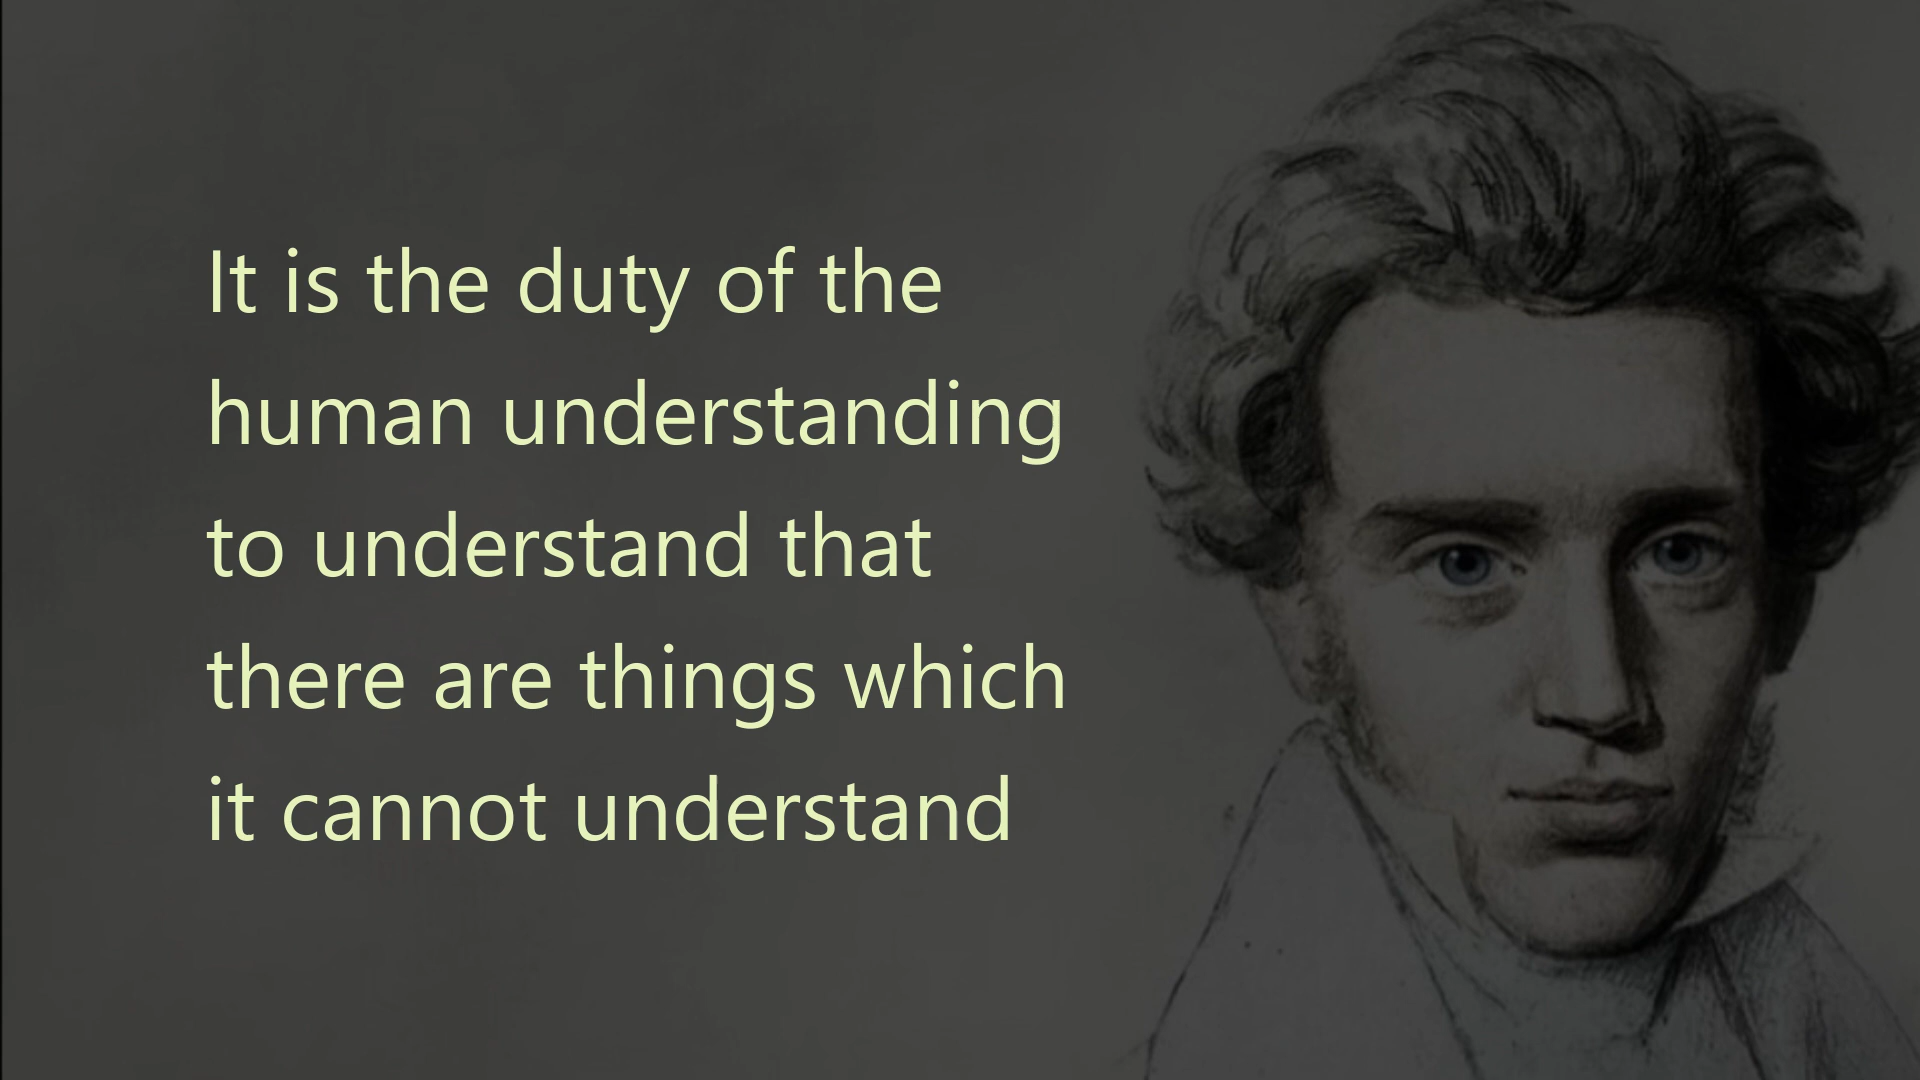 It is the duty of the
human understanding
to understand that
there are things which
it cannot understand